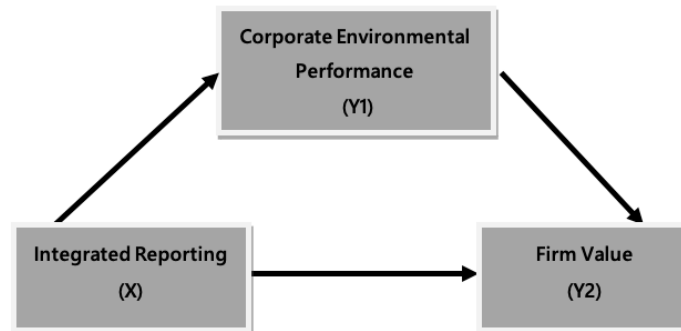 Corporate Environmental
Performance
(Y1)
Integrated Reporting
(X)
Firm Value
(Y2)